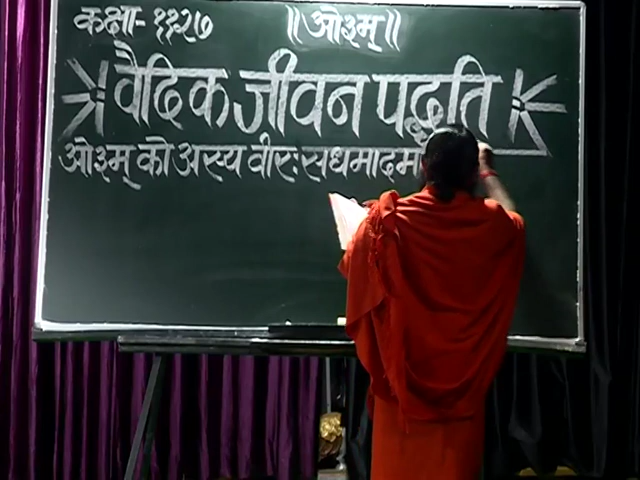 कक्षा- ११२७
॥ओ३म्॥
वैदिक जीवन पद्धति
ओ३म् को अस्य वीरः सधमादमा